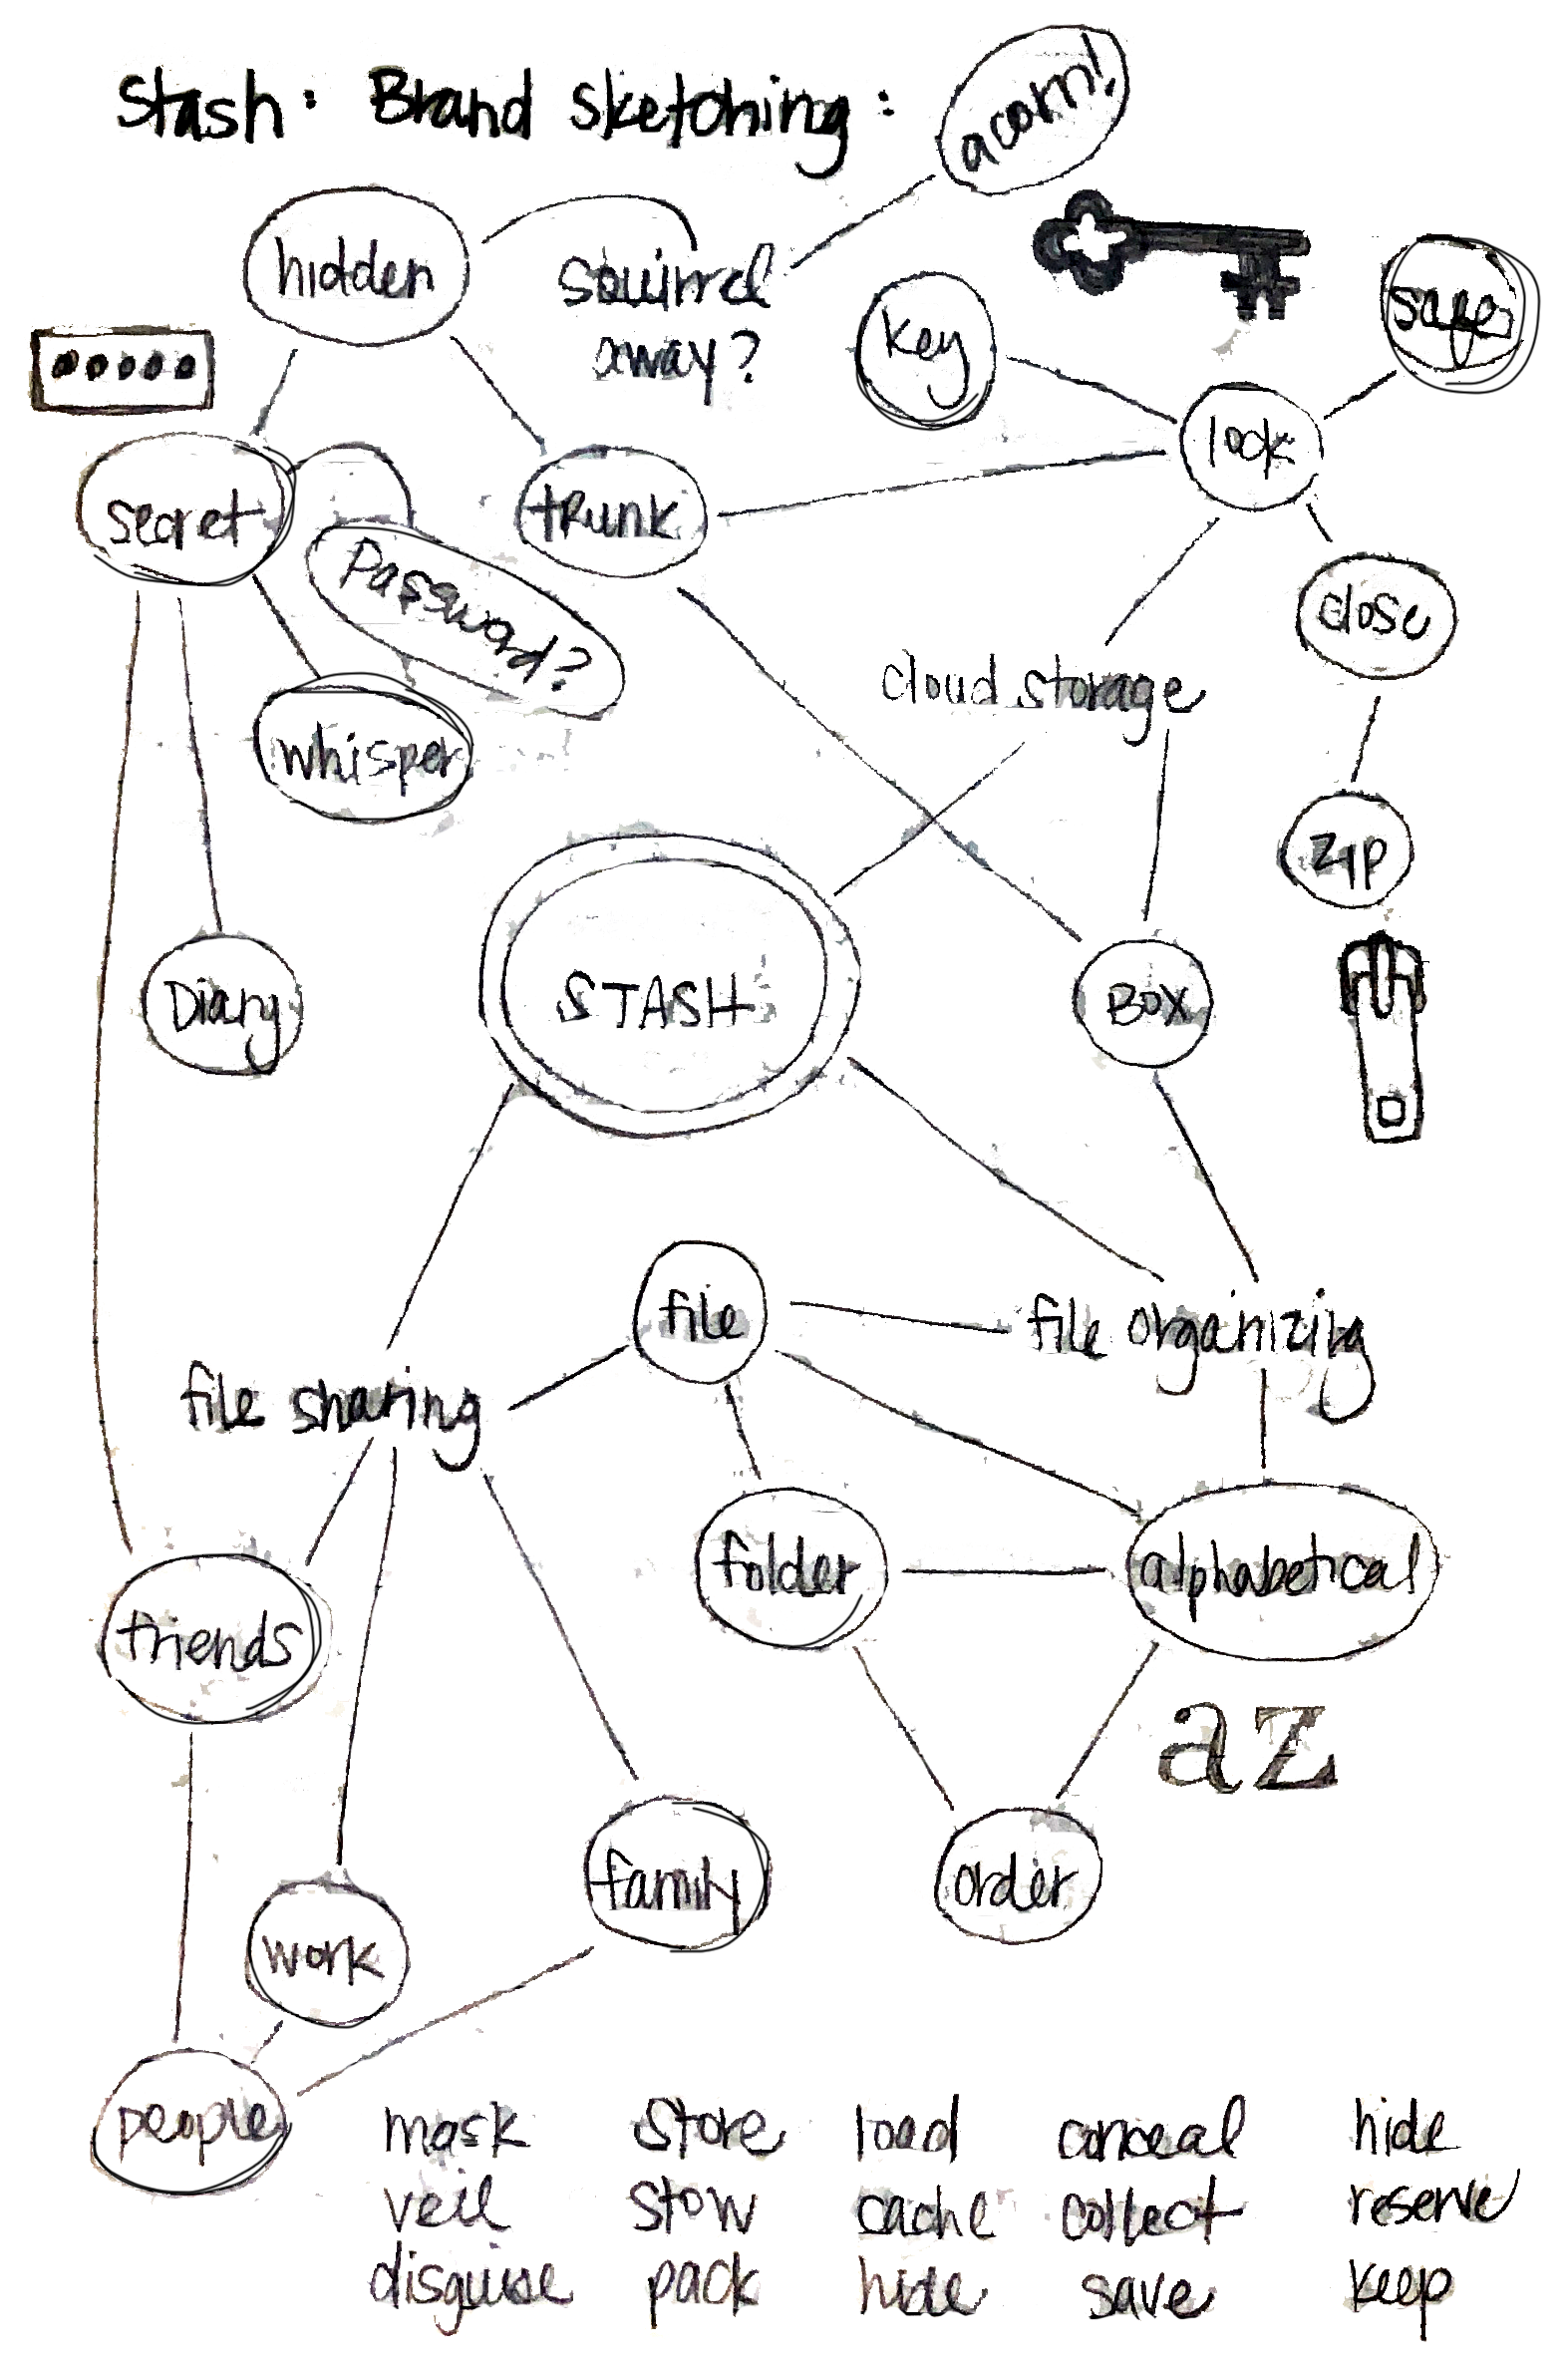 Stash: Brand Sketching:
acorn!
hidden
squirrel
away?
key
safe
lock
secret
trunk
Password?
close
cloud storage
whisper
zip
Diary
STASH
BOX
file
file organizing
file sharing
folder
alphabetical
friends
az
family
order
work
people
mask store load conceal hide
veil stow cache collect reserve
disguise pack hide save keep